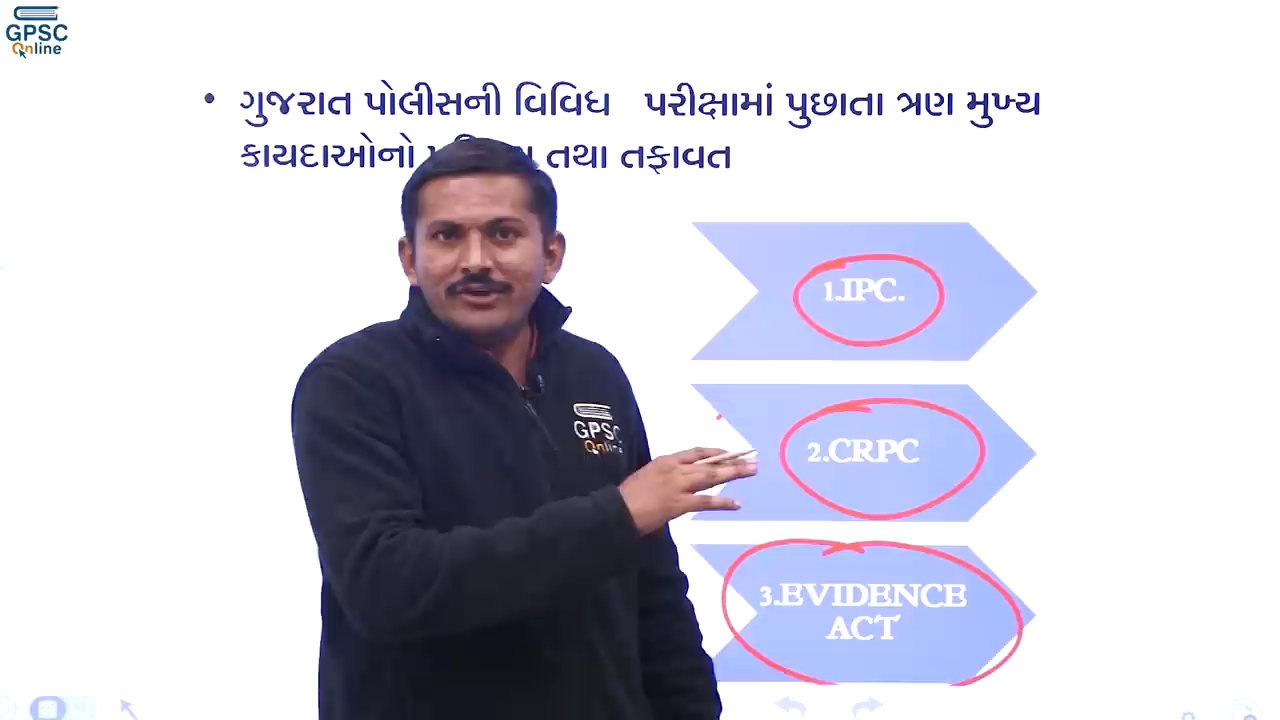 GPSC
Online
• ગુજરાત પોલીસની વિવિધ પરીક્ષામાં પુછાતા ત્રણ મુખ્ય
કાયદાઓનો તથા તફાવત
1.IPC.
2.CRPC
3.EVIDENCE
ACT
GPSC
Online